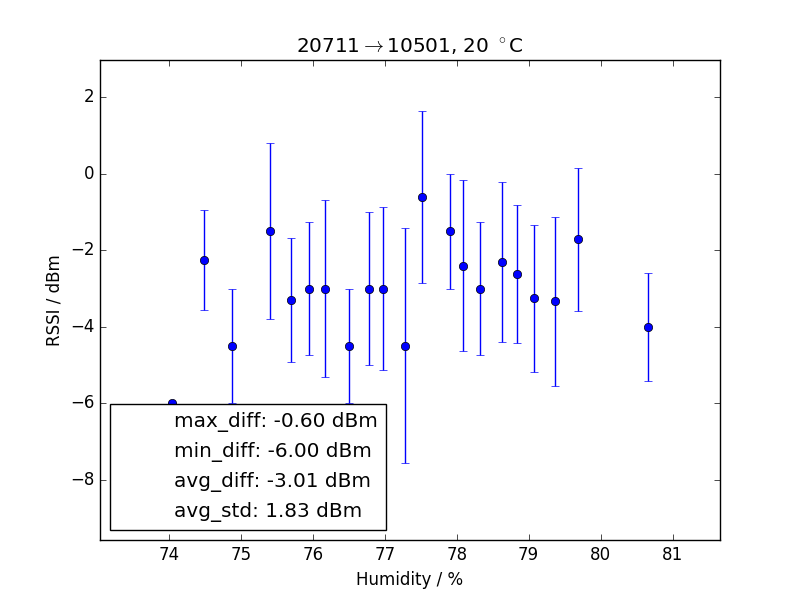 20711→10501, 20 °C
2
0
−2
−4
−6
−8
RSSI / dBm
max_diff: -0.60 dBm
min_diff: -6.00 dBm
avg_diff: -3.01 dBm
avg_std: 1.83 dBm
74 75 76 77 78 79 80 81
Humidity / %